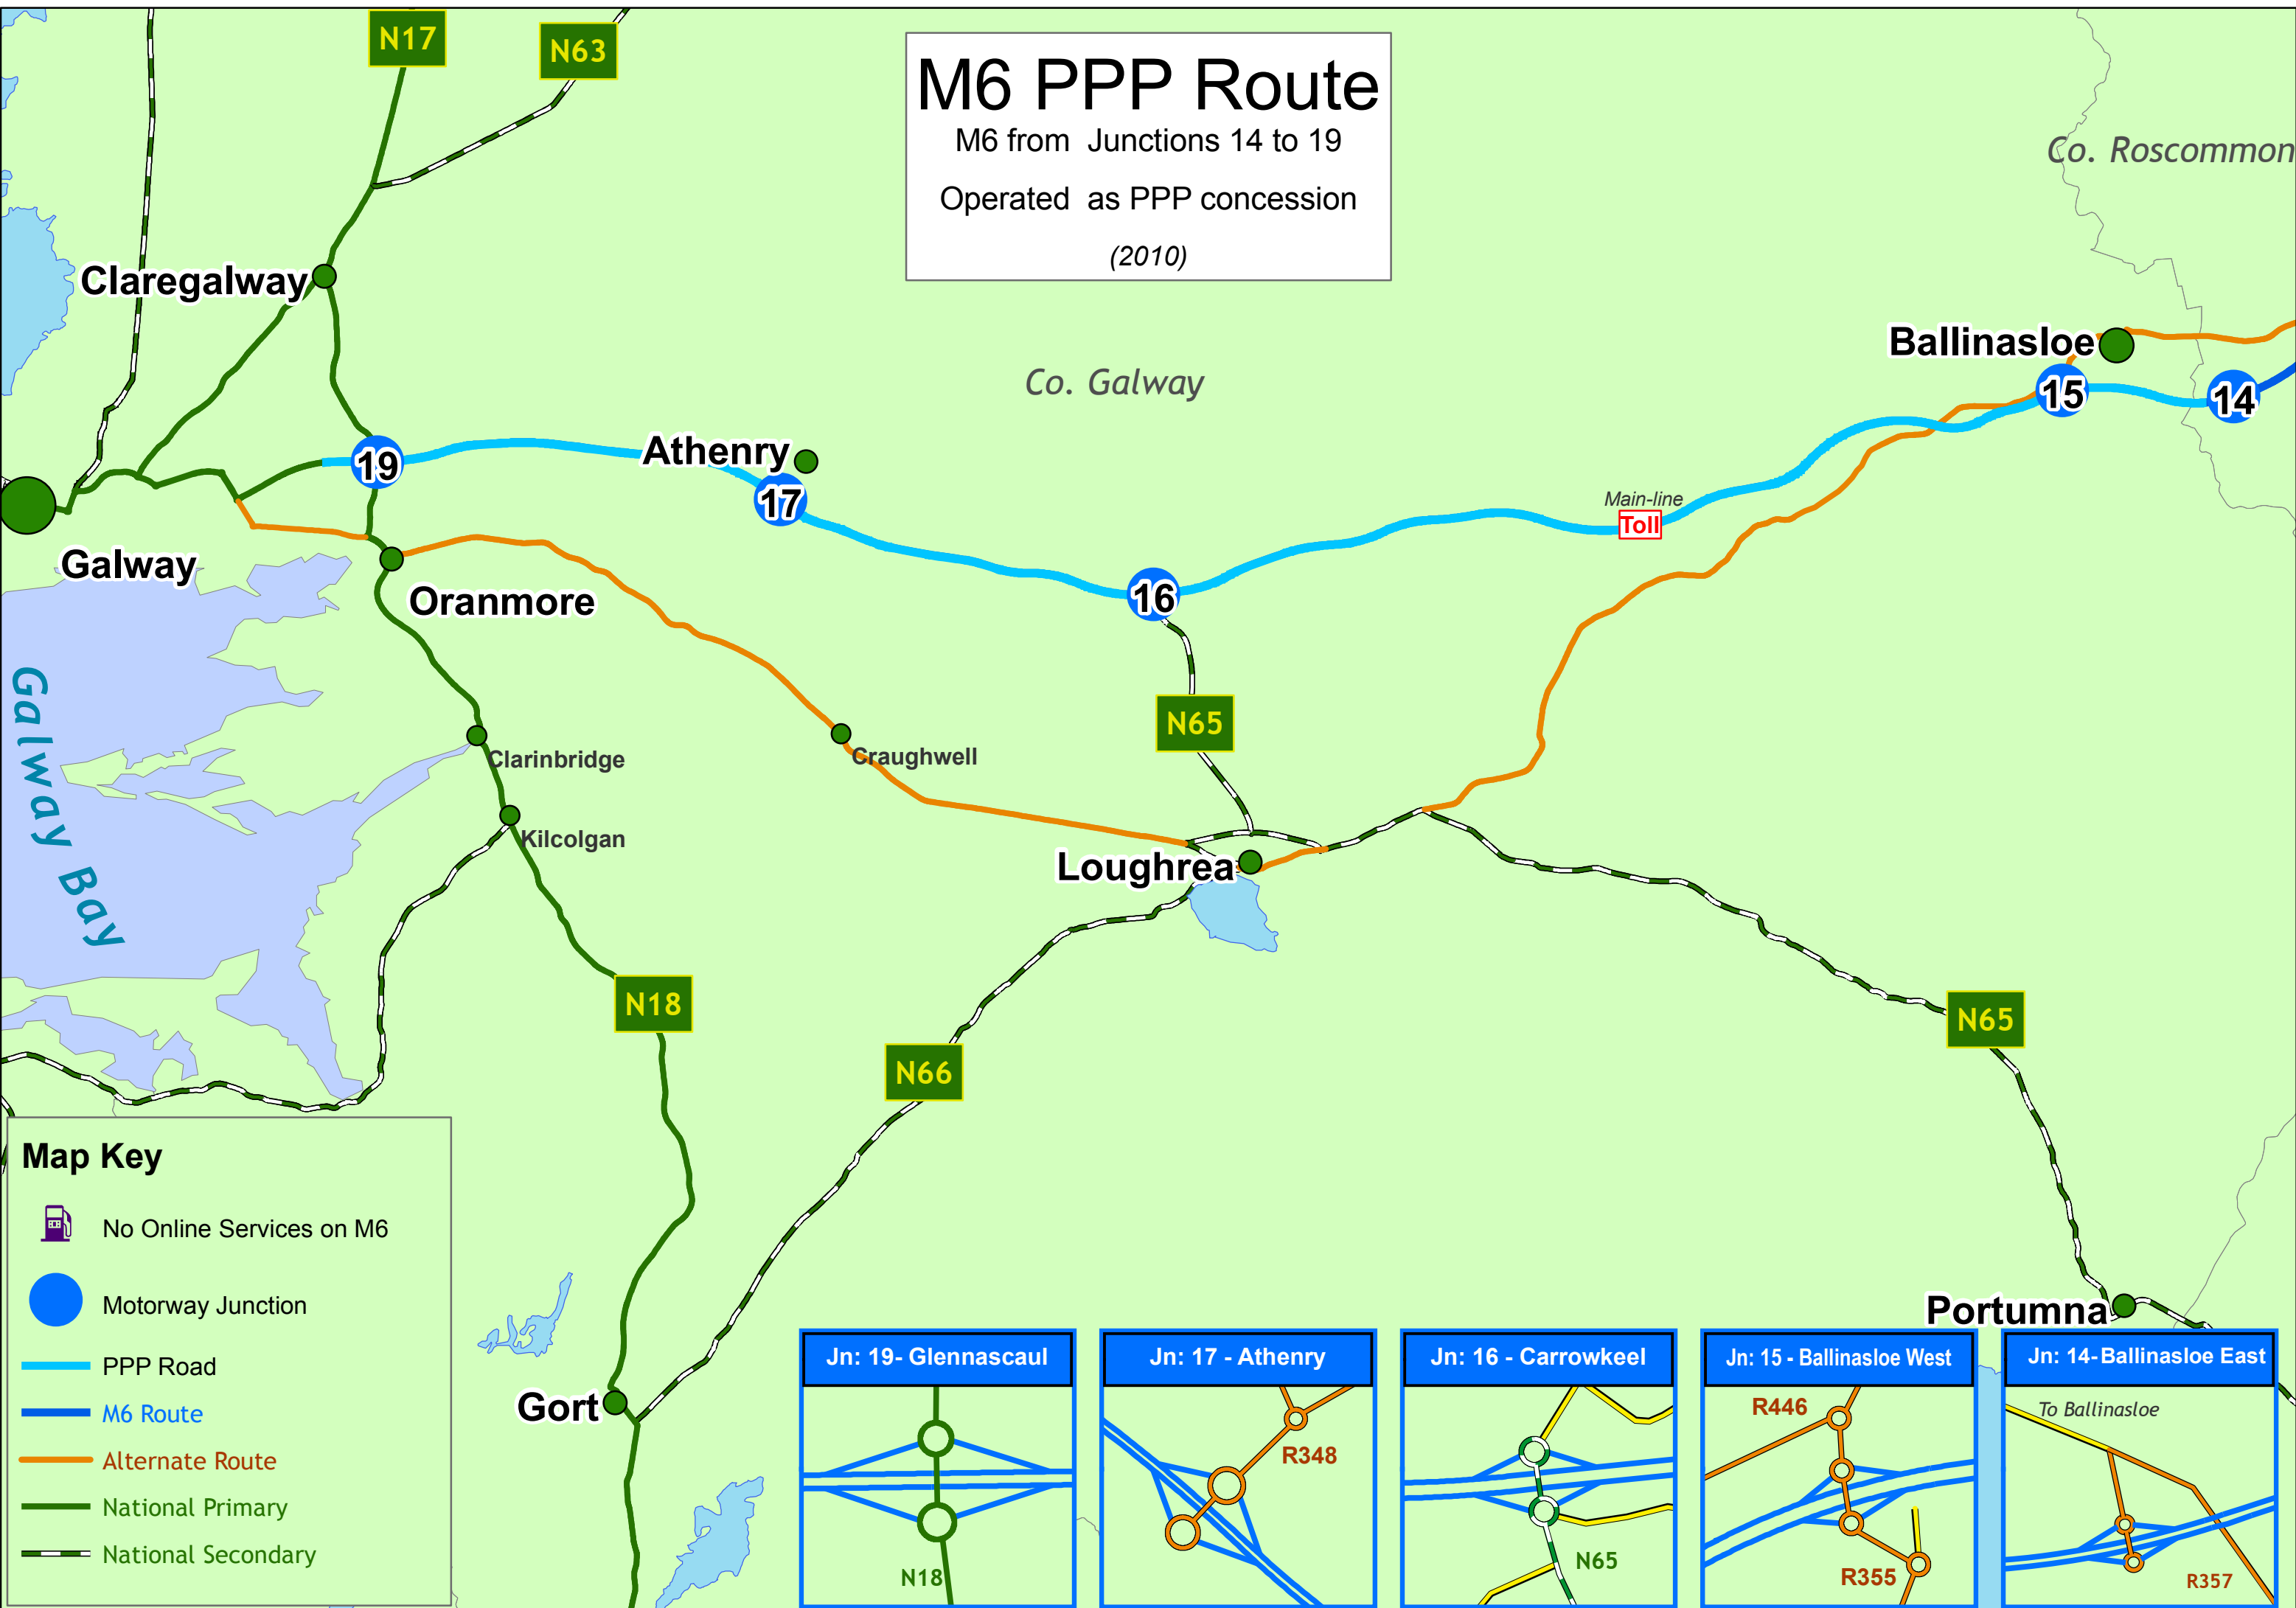 N17
N63
M6 PPP Route
M6 from Junctions 14 to 19
Operated as PPP concession
(2010)
Co. Roscommon
Claregalway
Ballinasloe
Co. Galway
15
14
Athenry
19
17
Main-line
Toll
Galway
16
Oranmore
Galway Bay
N65
Clarinbridge
Craughwell
Kilcolgan
Loughrea
N18
N65
N66
Map Key
No Online Services on M6
Motorway Junction
PPP Road
M6 Route
Alternate Route
National Primary
National Secondary
Portumna
Gort
Jn: 19- Glennascaul
N18
Jn: 17 - Athenry
R348
Jn: 16 - Carrowkeel
N65
Jn: 15 - Ballinasloe West
R446
R355
Jn: 14-Ballinasloe East
To Ballinasloe
R357